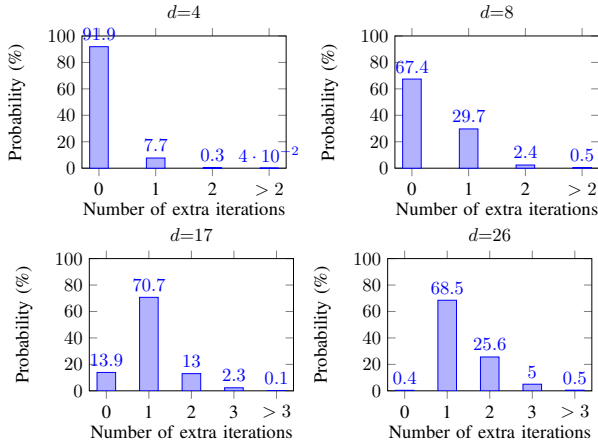 d=4
Probability (%)
100
80
60
40
20
0
91.9
7.7
0.3
4 · 10⁻²
0 1 2 > 2
Number of extra iterations
d=8
Probability (%)
100
80
60
40
20
0
67.4
29.7
2.4
0.5
0 1 2 > 2
Number of extra iterations
d=17
Probability (%)
100
80
60
40
20
0
13.9
70.7
13
2.3
0.1
0 1 2 3 > 3
Number of extra iterations
d=26
Probability (%)
100
80
60
40
20
0
0.4
68.5
25.6
5
0.5
0 1 2 3 > 3
Number of extra iterations